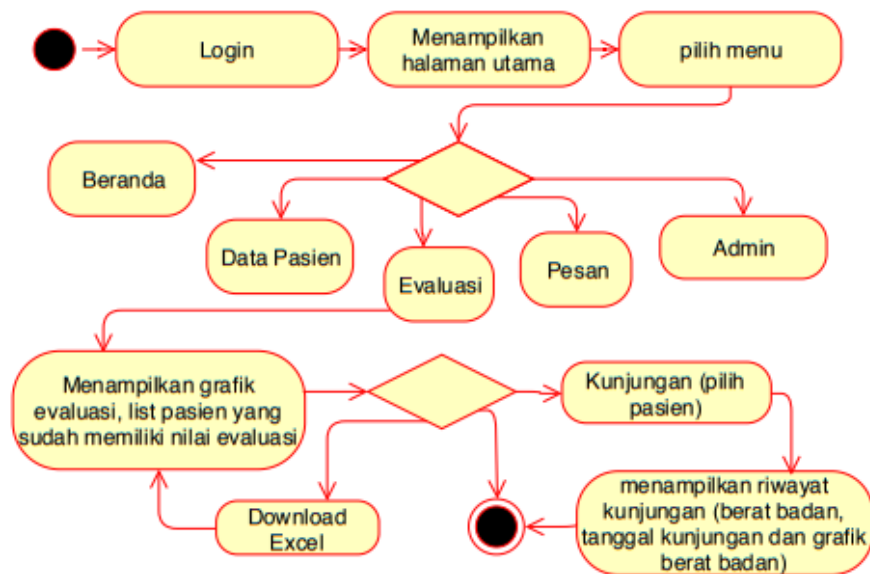 Login
Menampilkan
halaman utama
pilih menu
Beranda
Data Pasien
Evaluasi
Pesan
Admin
Menampilkan grafik
evaluasi, list pasien yang
sudah memiliki nilai evaluasi
Kunjungan (pilih
pasien)
Download
Excel
menampilkan riwayat
kunjungan (berat badan,
tanggal kunjungan dan grafik
berat badan)